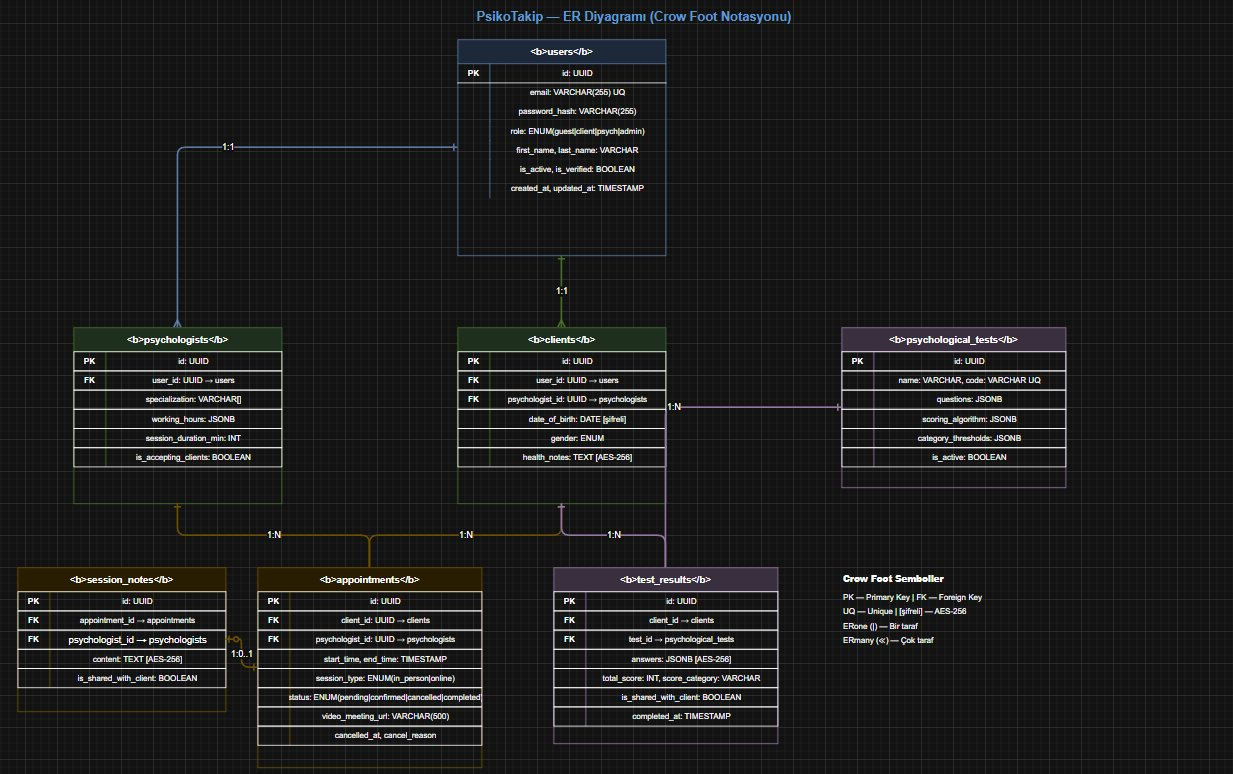 PsikoTakip — ER Diyagramı (Crow Foot Notasyonu)
<b>users</b>
PK id: UUID
email: VARCHAR(255) UQ
password_hash: VARCHAR(255)
role: ENUM(guest|client|psych|admin)
first_name, last_name: VARCHAR
is_active, is_verified: BOOLEAN
created_at, updated_at: TIMESTAMP
1:1
1:1
<b>psychologists</b>
PK id: UUID
FK user_id: UUID → users
specialization: VARCHAR[]
working_hours: JSONB
session_duration_min: INT
is_accepting_clients: BOOLEAN
<b>clients</b>
PK id: UUID
FK user_id: UUID → users
FK psychologist_id: UUID → psychologists
date_of_birth: DATE [şifreli]
gender: ENUM
health_notes: TEXT [AES-256]
1:N
<b>psychological_tests</b>
PK id: UUID
name: VARCHAR, code: VARCHAR UQ
questions: JSONB
scoring_algorithm: JSONB
category_thresholds: JSONB
is_active: BOOLEAN
1:N
1:N
1:N
<b>session_notes</b>
PK id: UUID
FK appointment_id → appointments
FK psychologist_id → psychologists
content: TEXT [AES-256]
is_shared_with_client: BOOLEAN
1:0..1
<b>appointments</b>
PK id: UUID
FK client_id: UUID → clients
FK psychologist_id: UUID → psychologists
start_time, end_time: TIMESTAMP
session_type: ENUM(in_person|online)
status: ENUM(pending|confirmed|cancelled|completed
video_meeting_url: VARCHAR(500)
cancelled_at, cancel_reason
<b>test_results</b>
PK id: UUID
FK client_id: UUID → clients
FK test_id → psychological_tests
answers: JSONB [AES-256]
total_score: INT, score_category: VARCHAR
is_shared_with_client: BOOLEAN
completed_at: TIMESTAMP
Crow Foot Semboller
PK — Primary Key | FK — Foreign Key
UQ — Unique | [şifreli] — AES-256
ERone (|) — Bir taraf
ERmany (≪) — Çok taraf